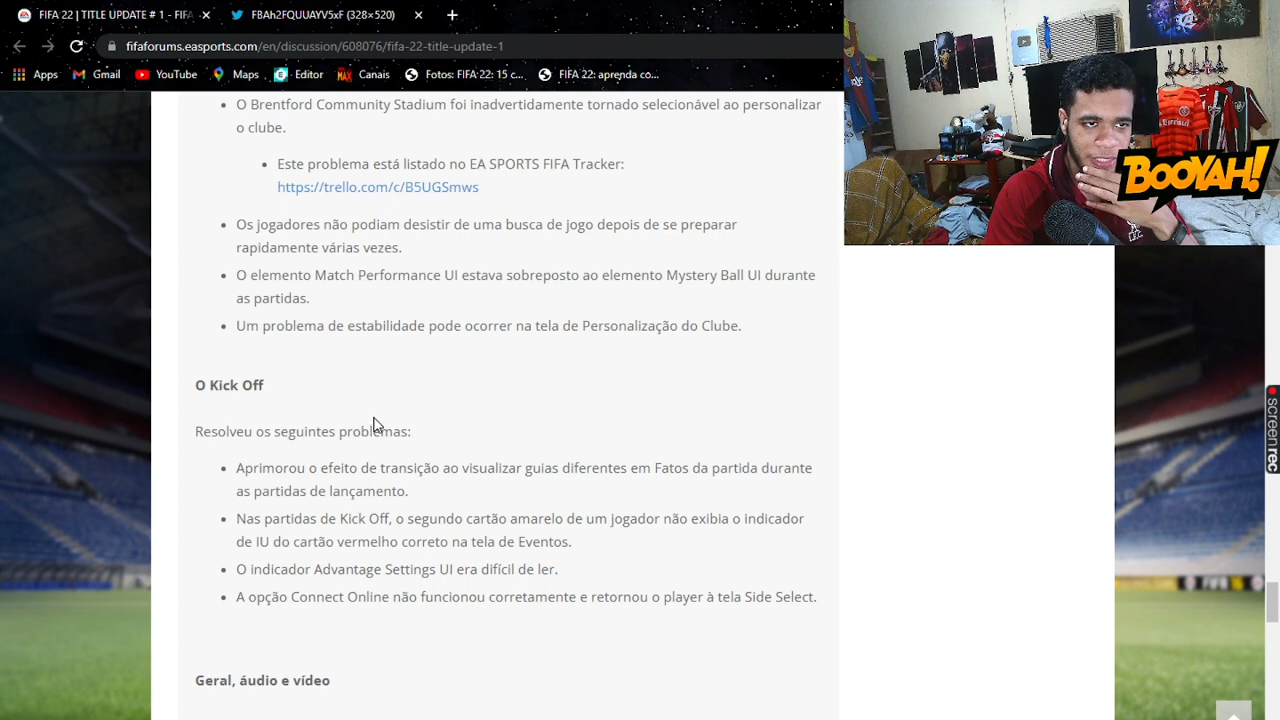 FIFA 22 | TITLE UPDATE # 1 - FIFA
FBAh2FQUUAYV5xF (328×520)
fifaforums.easports.com/en/discussion/608076/fifa-22-title-update-1
Apps
Gmail
YouTube
Maps
Editor
Canais
Fotos: FIFA 22: 15 c...
FIFA 22: aprenda co...
O Brentford Community Stadium foi inadvertidamente tornado selecionável ao personalizar
o clube.
Este problema está listado no EA SPORTS FIFA Tracker:
https://trello.com/c/B5UGSmws
Os jogadores não podiam desistir de uma busca de jogo depois de se preparar
rapidamente várias vezes.
O elemento Match Performance UI estava sobreposto ao elemento Mystery Ball UI durante
as partidas.
Um problema de estabilidade pode ocorrer na tela de Personalização do Clube.
O Kick Off
Resolveu os seguintes problemas:
Aprimorou o efeito de transição ao visualizar guias diferentes em Fatos da partida durante
as partidas de lançamento.
Nas partidas de Kick Off, o segundo cartão amarelo de um jogador não exibia o indicador
de IU do cartão vermelho correto na tela de Eventos.
O indicador Advantage Settings UI era difícil de ler.
A opção Connect Online não funcionou corretamente e retornou o player à tela Side Select.
Geral, áudio e vídeo
BOOYAH!
screenrec